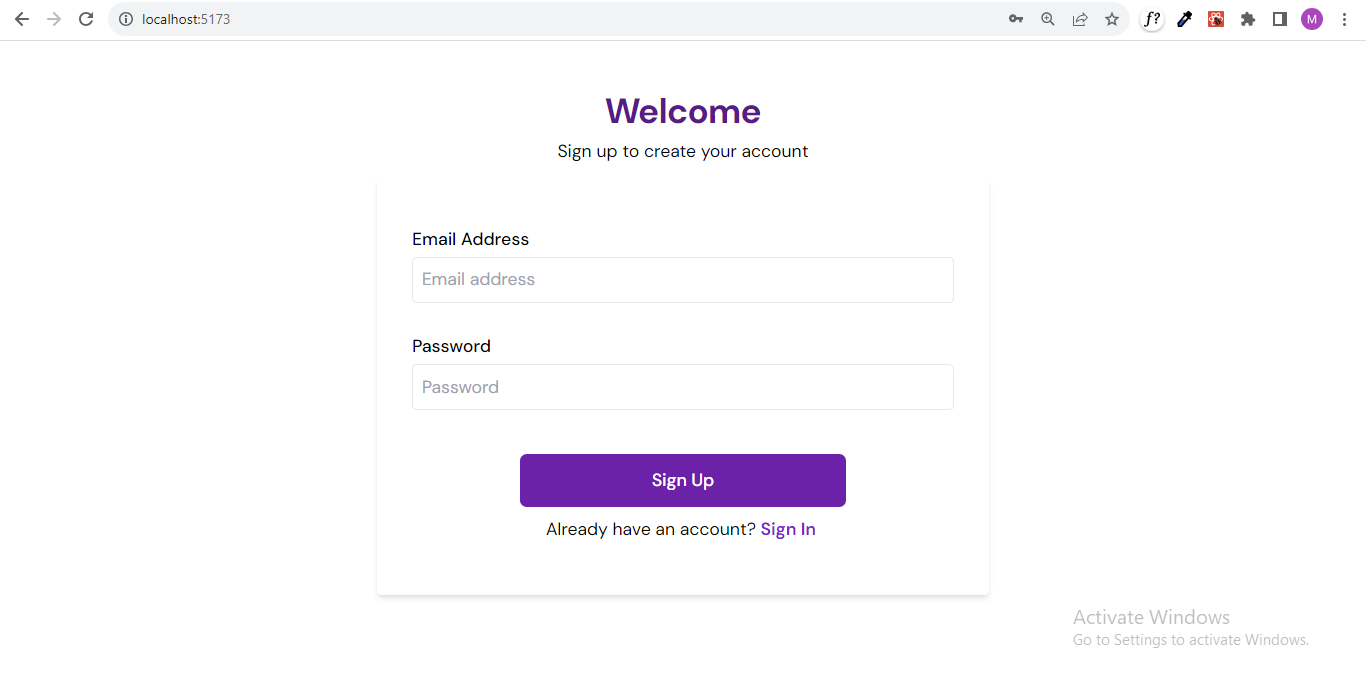 localhost:5173
f?
M
Welcome
Sign up to create your account
Email Address
Email address
Password
Password
Sign Up
Already have an account? Sign In
Activate Windows
Go to Settings to activate Windows.